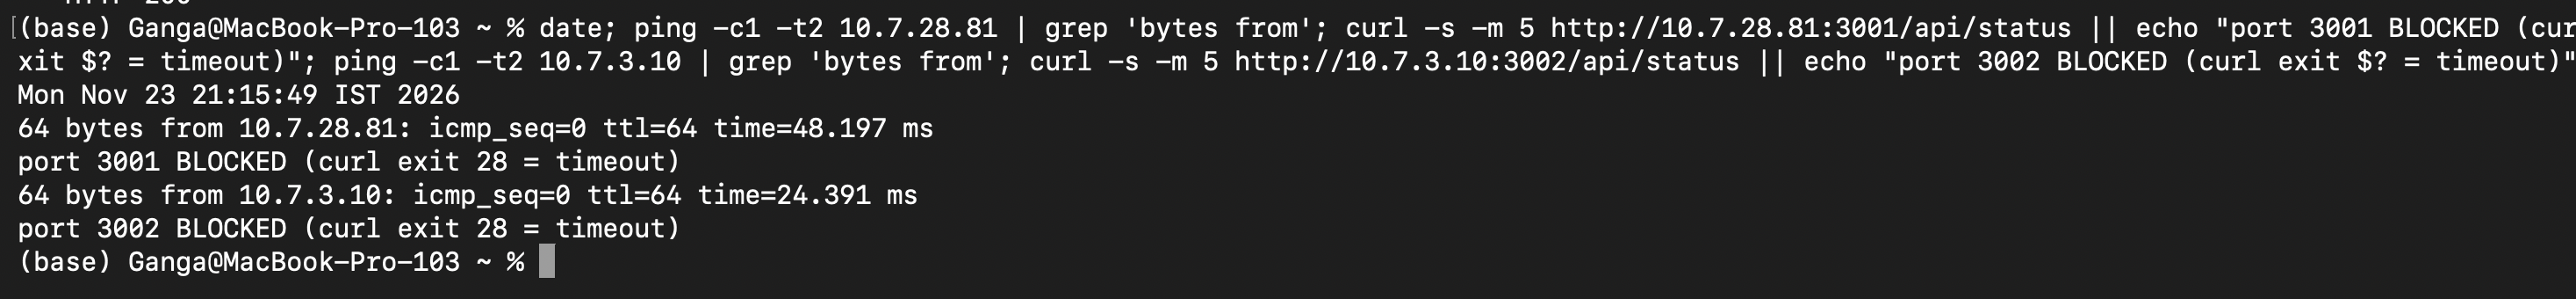 (base) Ganga@MacBook-Pro-103 ~ % date; ping -c1 -t2 10.7.28.81 | grep 'bytes from'; curl -s -m 5 http://10.7.28.81:3001/api/status || echo "port 3001 BLOCKED (cur
xit $? = timeout)"; ping -c1 -t2 10.7.3.10 | grep 'bytes from'; curl -s -m 5 http://10.7.3.10:3002/api/status || echo "port 3002 BLOCKED (curl exit $? = timeout)"
Mon Nov 23 21:15:49 IST 2026
64 bytes from 10.7.28.81: icmp_seq=0 ttl=64 time=48.197 ms
port 3001 BLOCKED (curl exit 28 = timeout)
64 bytes from 10.7.3.10: icmp_seq=0 ttl=64 time=24.391 ms
port 3002 BLOCKED (curl exit 28 = timeout)
(base) Ganga@MacBook-Pro-103 ~ %